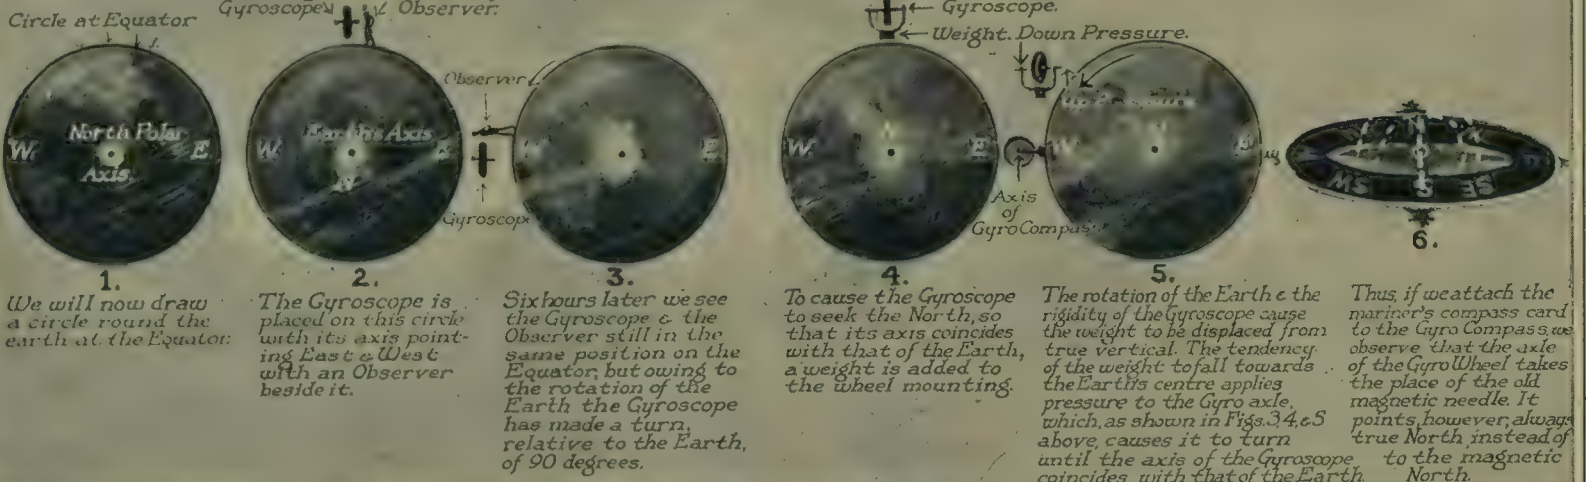 Circle at Equator
Gyroscope
Observer.
North Polar
Axis
W.
E
1.
We will now draw
a circle round the
earth at the Equator:
Earth's Axis
W.
N
2.
The Gyroscope is
placed on this circle
with its axis point-
ing East & West
with an Observer
beside it.
Observer
Gyroscope
E
3.
Six hours later we see
the Gyroscope & the
Observer still in the
same position on the
Equator, but owing to
the rotation of the
Earth the Gyroscope
has made a turn,
relative to the Earth,
of 90 degrees.
Gyroscope.
Weight. Down Pressure.
W.
N
E
4.
To cause the Gyroscope
to seek the North, so
that its axis coincides
with that of the Earth,
a weight is added to
the wheel mounting.
Axis
of
Gyro Compass
W
N
E
5.
The rotation of the Earth & the
rigidity of the Gyroscope cause
the weight to be displaced from
true vertical. The tendency
of the weight to fall towards
the Earth's centre applies
pressure to the Gyro axle,
which, as shown in Figs. 3, 4, & 5
above, causes it to turn
until the axis of the Gyroscope
coincides with that of the Earth.
N
SW
S
SE
6.
Thus, if we attach the
mariner's compass card
to the Gyro Compass, we
observe that the axle
of the Gyro Wheel takes
the place of the old
magnetic needle. It
points, however, always
true North instead of
to the magnetic
North.